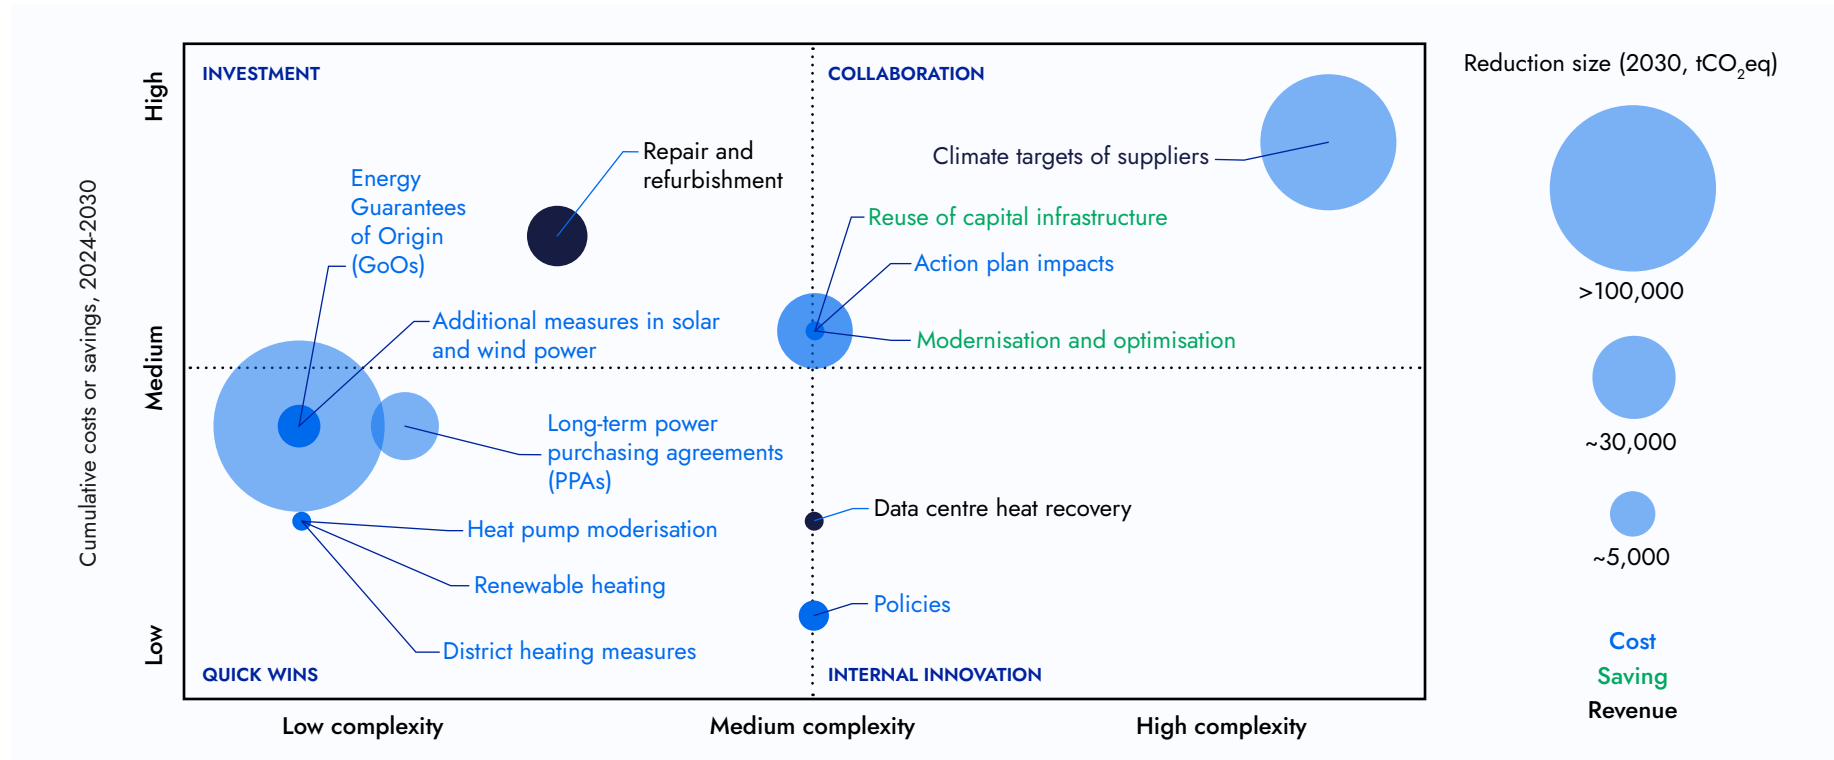 Cumulative costs or savings, 2024-2030
High
Medium
Low
INVESTMENT
COLLABORATION
Repair and
refurbishment
Energy
Guarantees
of Origin
(GoOs)
Climate targets of suppliers
Reuse of capital infrastructure
Action plan impacts
Additional measures in solar
and wind power
Modernisation and optimisation
Long-term power
purchasing agreements
(PPAs)
Heat pump moderisation
Data centre heat recovery
Renewable heating
Policies
District heating measures
QUICK WINS
INTERNAL INNOVATION
Low complexity
Medium complexity
High complexity
Reduction size (2030, tCO₂eq)
>100,000
~30,000
~5,000
Cost
Saving
Revenue